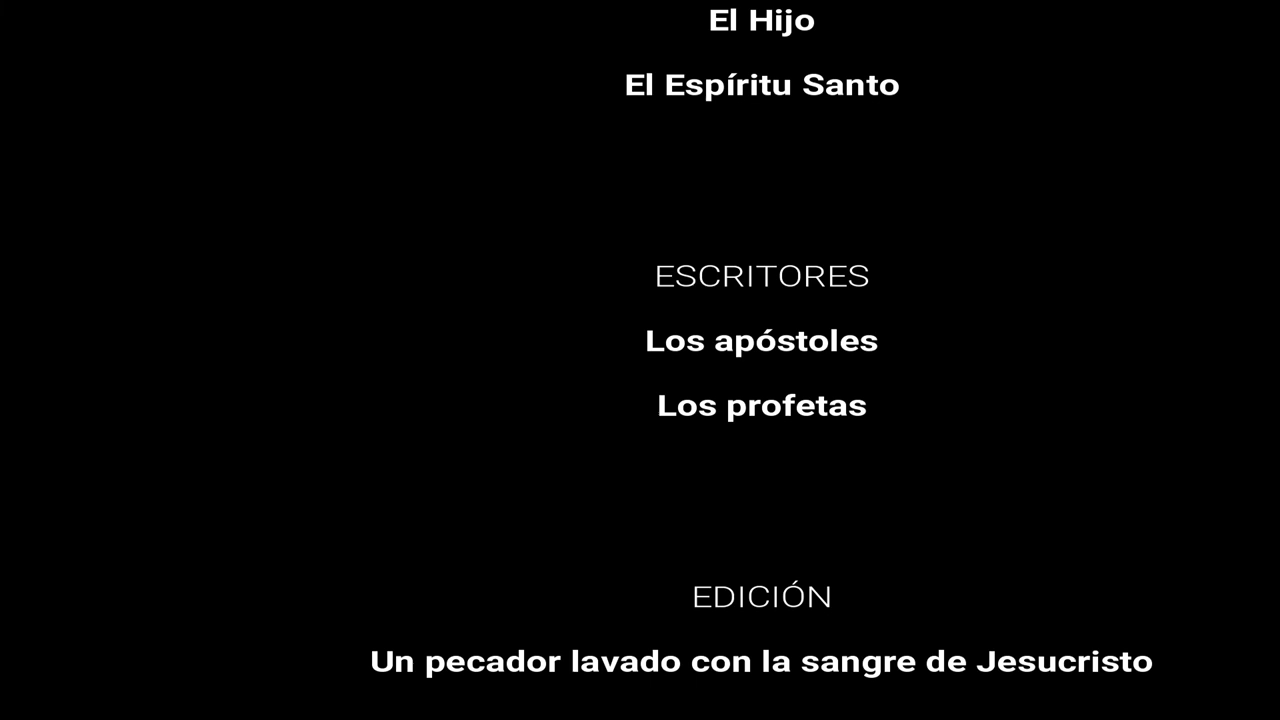 El Hijo
El Espíritu Santo
ESCRITORES
Los apóstoles
Los profetas
EDICIÓN
Un pecador lavado con la sangre de Jesucristo